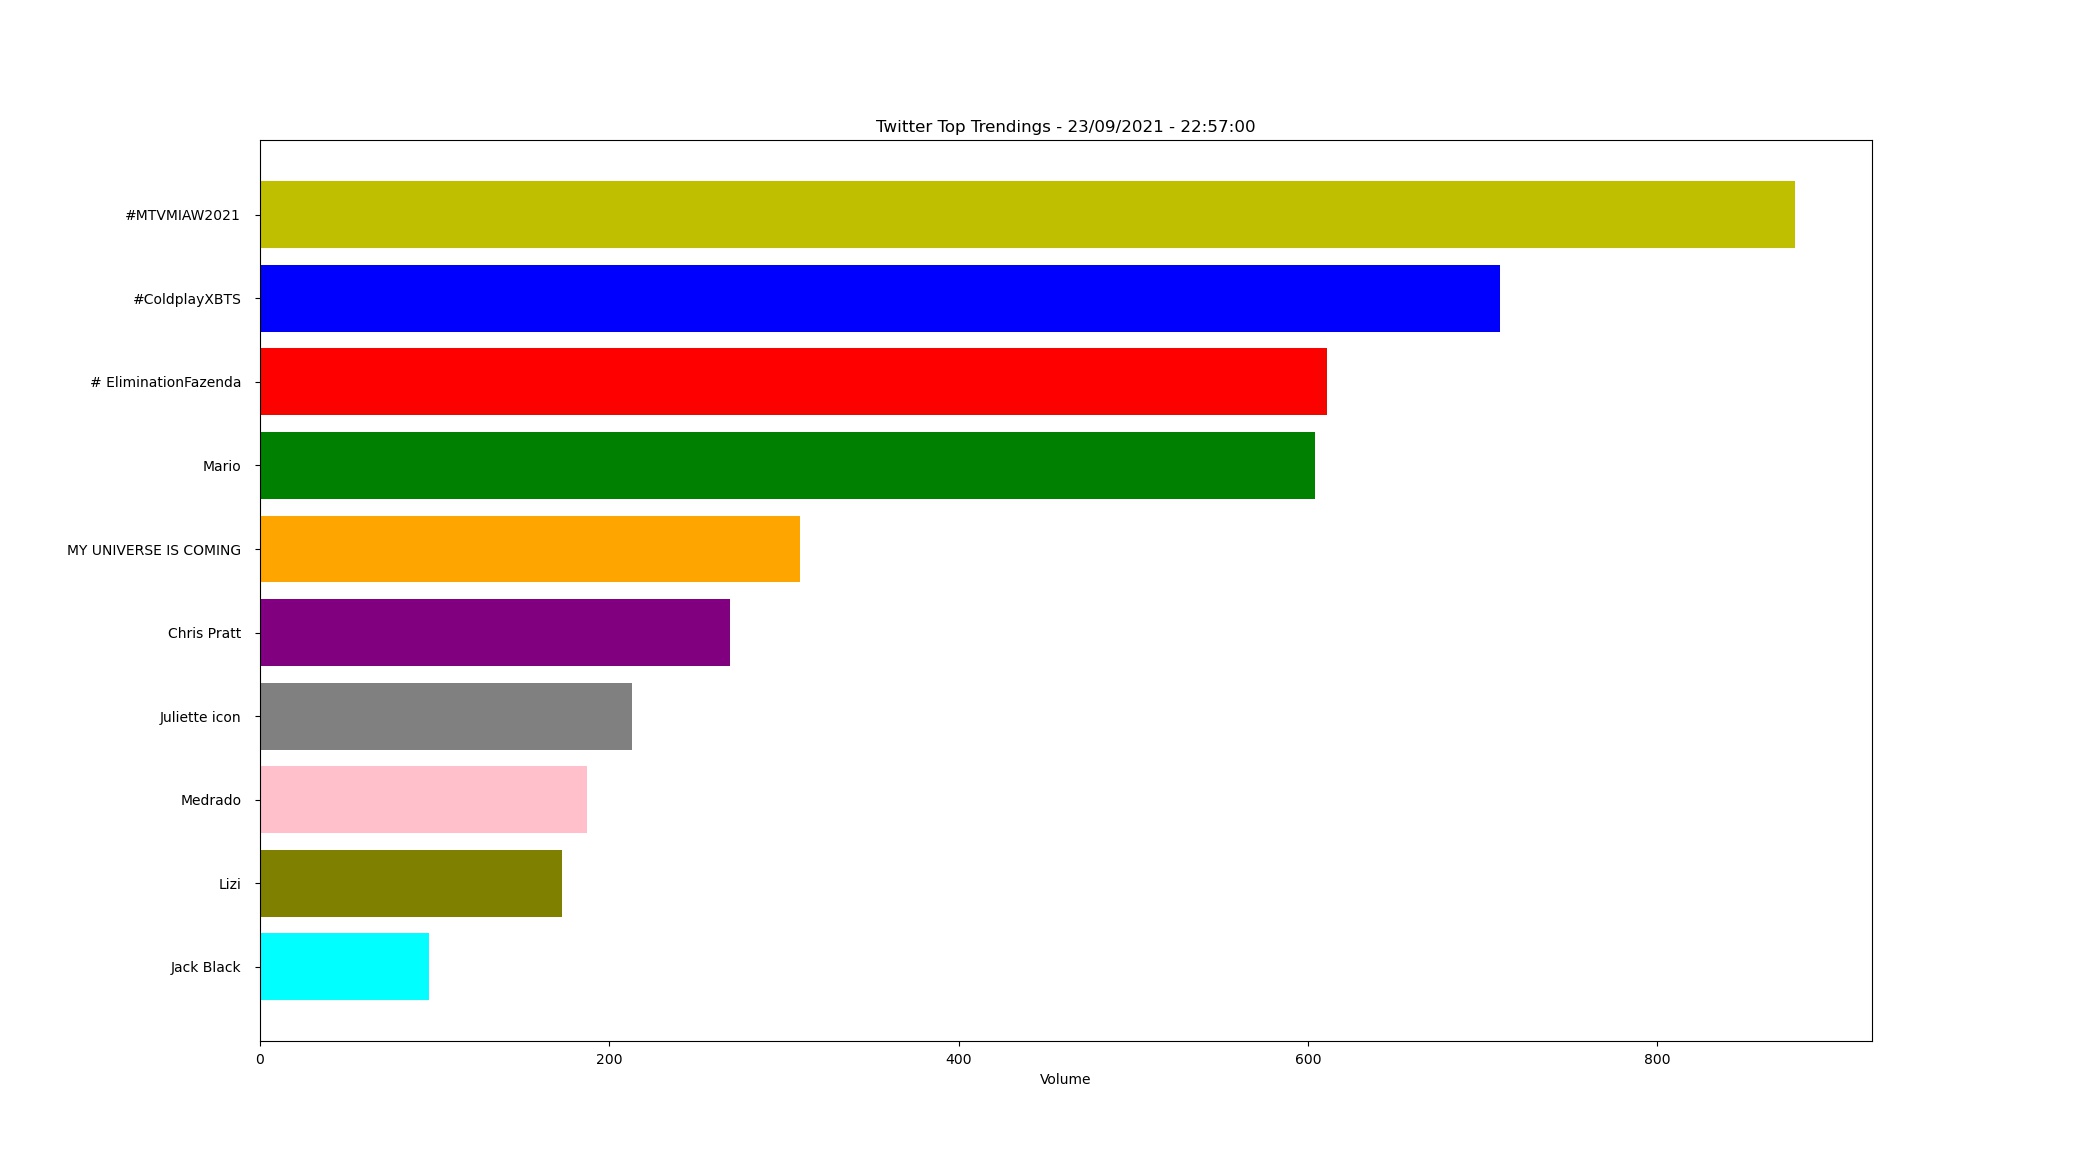 Twitter Top Trendings - 23/09/2021 - 22:57:00
#MTVMIAW2021
#ColdplayXBTS
# EliminationFazenda
Mario
MY UNIVERSE IS COMING
Chris Pratt
Juliette icon
Medrado
Lizi
Jack Black
0 200 400 600 800
Volume